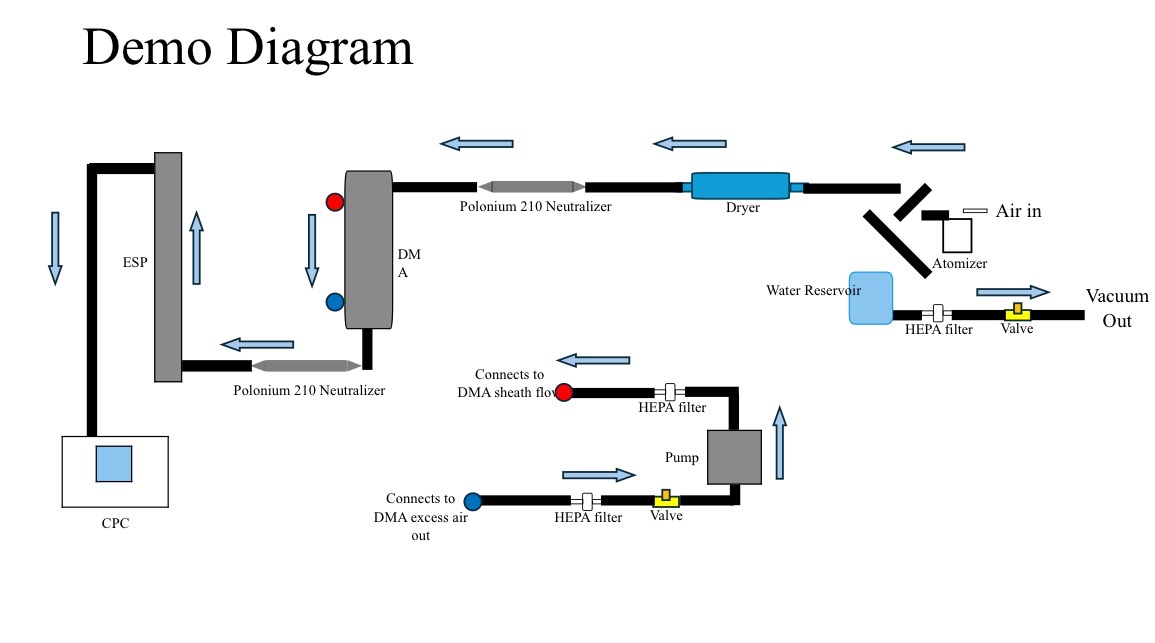 Demo Diagram
Polonium 210 Neutralizer
Dryer
Air in
ESP
DM
A
Atomizer
Water Reservoir
Vacuum
Out
HEPA filter
Valve
Polonium 210 Neutralizer
Connects to
DMA sheath flow
HEPA filter
Pump
Connects to
DMA excess air
out
HEPA filter
Valve
CPC